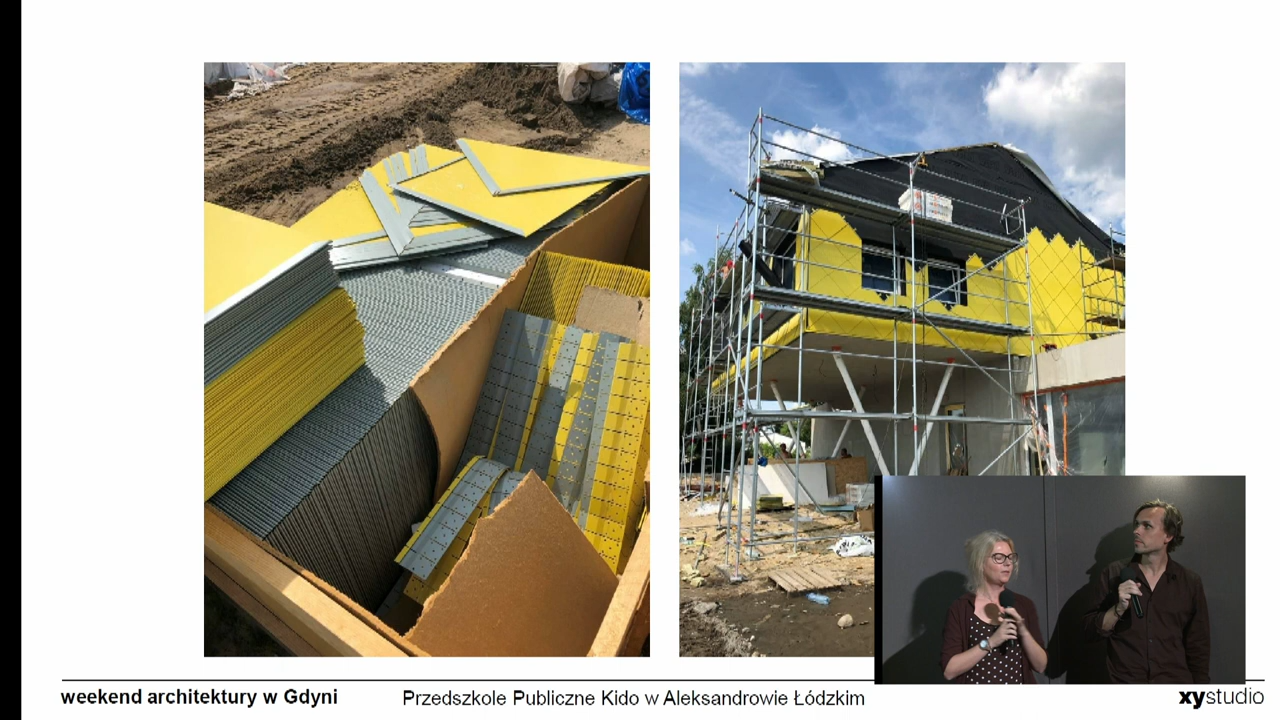 weekend architektury w Gdyni
Przedszkole Publiczne Kido w Aleksandrowie Łódzkim
xystudio